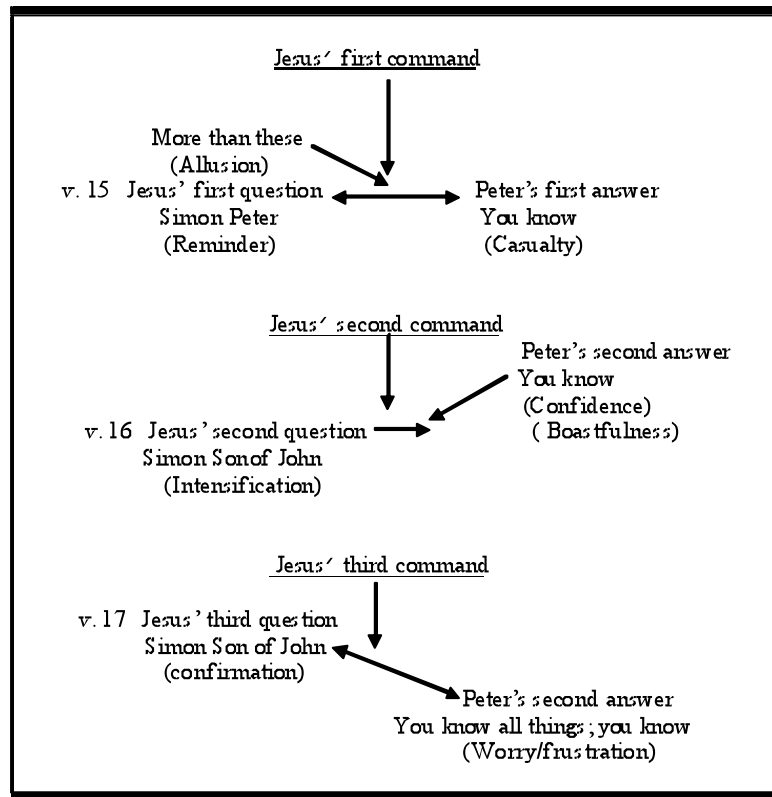 Jesus' first command
More than these
(Allusion)
v. 15 Jesus' first question
Simon Peter
(Reminder)
Peter's first answer
You know
(Casualty)
Jesus' second command
Peter's second answer
You know
(Confidence)
( Boastfulness)
v. 16 Jesus' second question
Simon Sonof John
(Intensification)
Jesus' third command
v. 17 Jesus' third question
Simon Son of John
(confirmation)
Peter's second answer
You know all things; you know
(Worry/frustration)